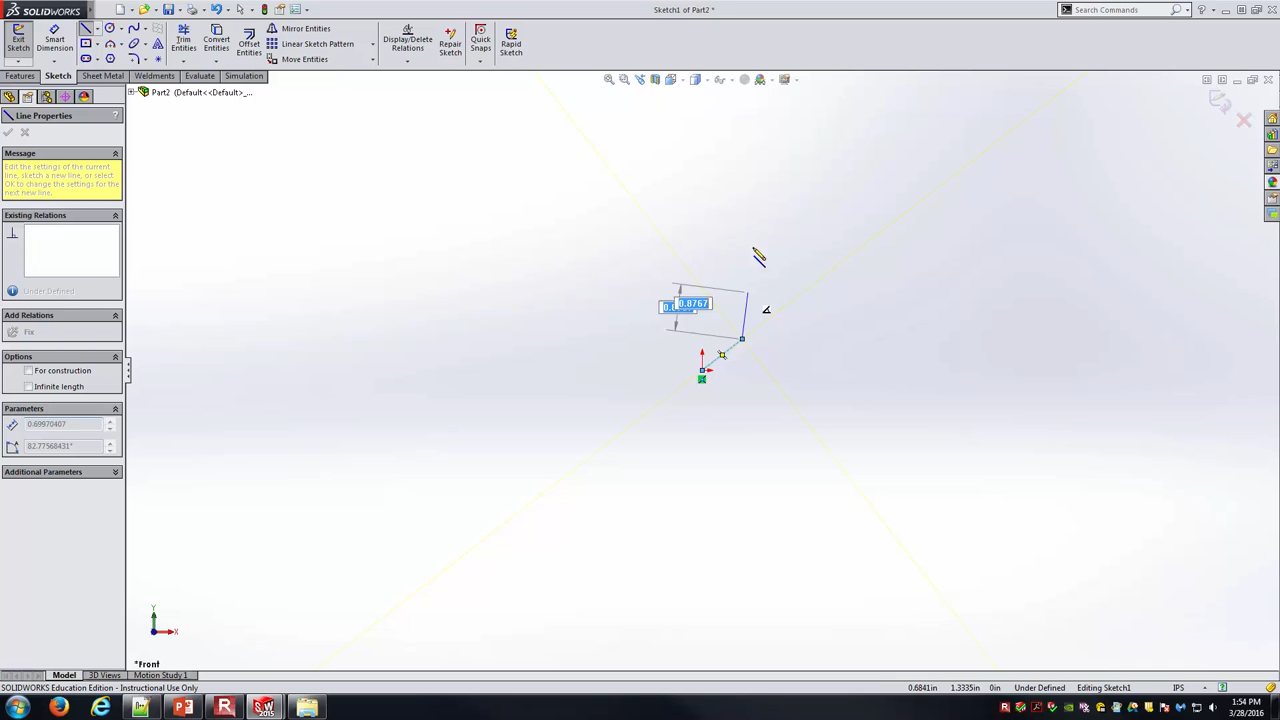 SOLIDWORKS
Sketch1 of Part2 *
Search Commands
Exit Sketch
Smart Dimension
Trim Entities
Convert Entities
Offset Entities
Mirror Entities
Linear Sketch Pattern
Move Entities
Display/Delete Relations
Repair Sketch
Quick Snaps
Rapid Sketch
Features
Sketch
Sheet Metal
Weldments
Evaluate
Simulation
Part2 (Default<<Default>_...
Line Properties
?
Message
Edit the settings of the current
line, sketch a new line, or select
OK to change the settings for the
next new line.
Existing Relations
Under Defined
Add Relations
Fix
Options
For construction
Infinite length
Parameters
0.69970407
82.77568431°
Additional Parameters
0.8767
Y
X
*Front
Model
3D Views
Motion Study 1
SOLIDWORKS Education Edition - Instructional Use Only
0.6841in
1.3335in
0in
Under Defined
Editing Sketch1
IPS
1:54 PM
3/28/2016